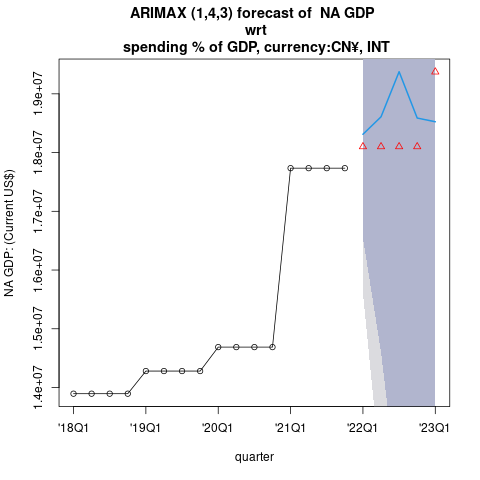 ARIMAX (1,4,3) forecast of  NA GDP
wrt
spending % of GDP, currency:CN¥, INT
NA GDP: (Current US$)
1.9e+07
1.8e+07
1.7e+07
1.6e+07
1.5e+07
1.4e+07
'18Q1
'19Q1
'20Q1
'21Q1
'22Q1
'23Q1
quarter